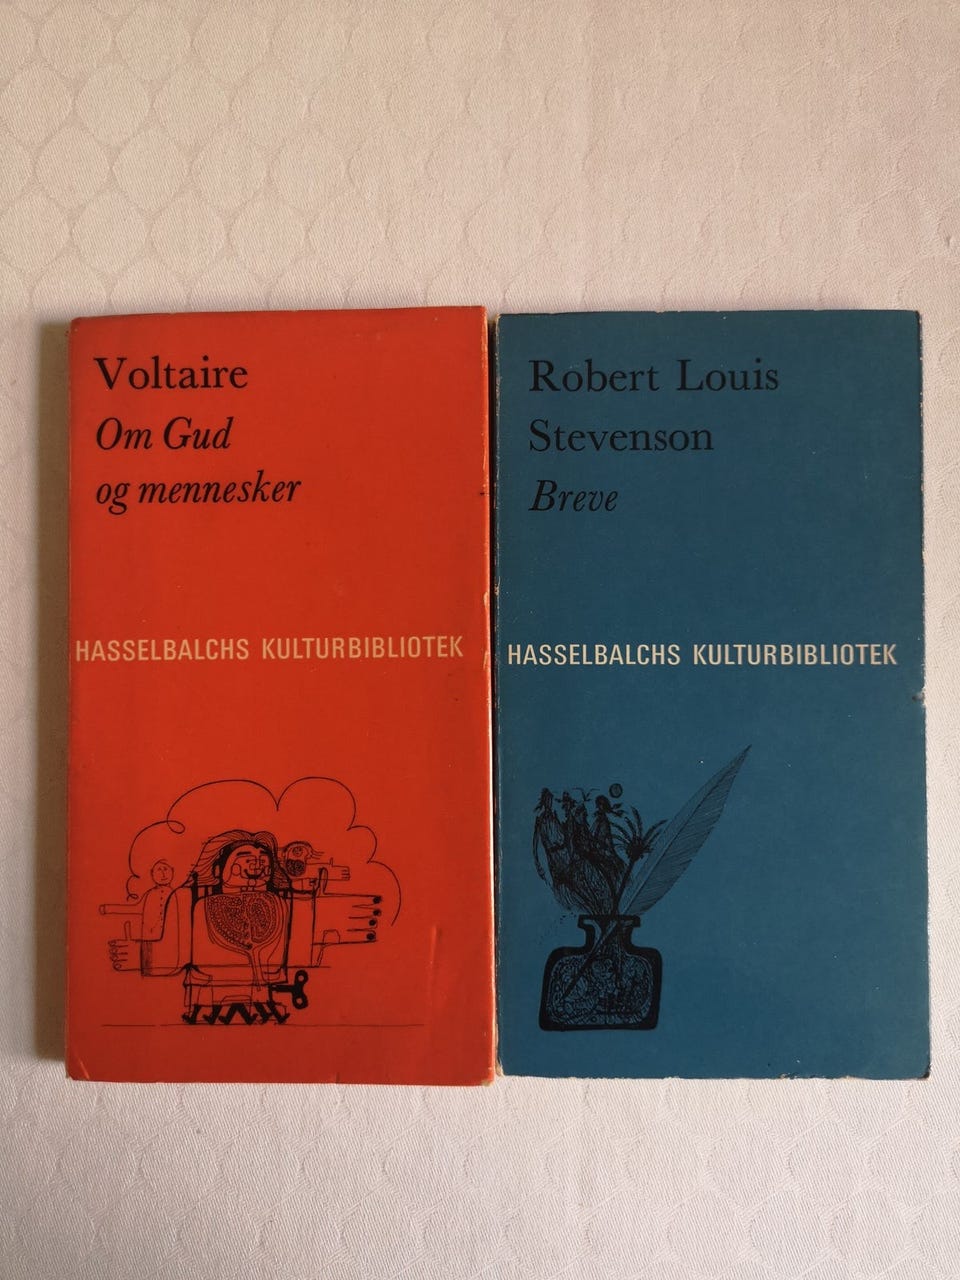 Voltaire
Om Gud
og mennesker
HASSELBALCHS KULTURBIBLIOTEK
Robert Louis
Stevenson
Breve
HASSELBALCHS KULTURBIBLIOTEK